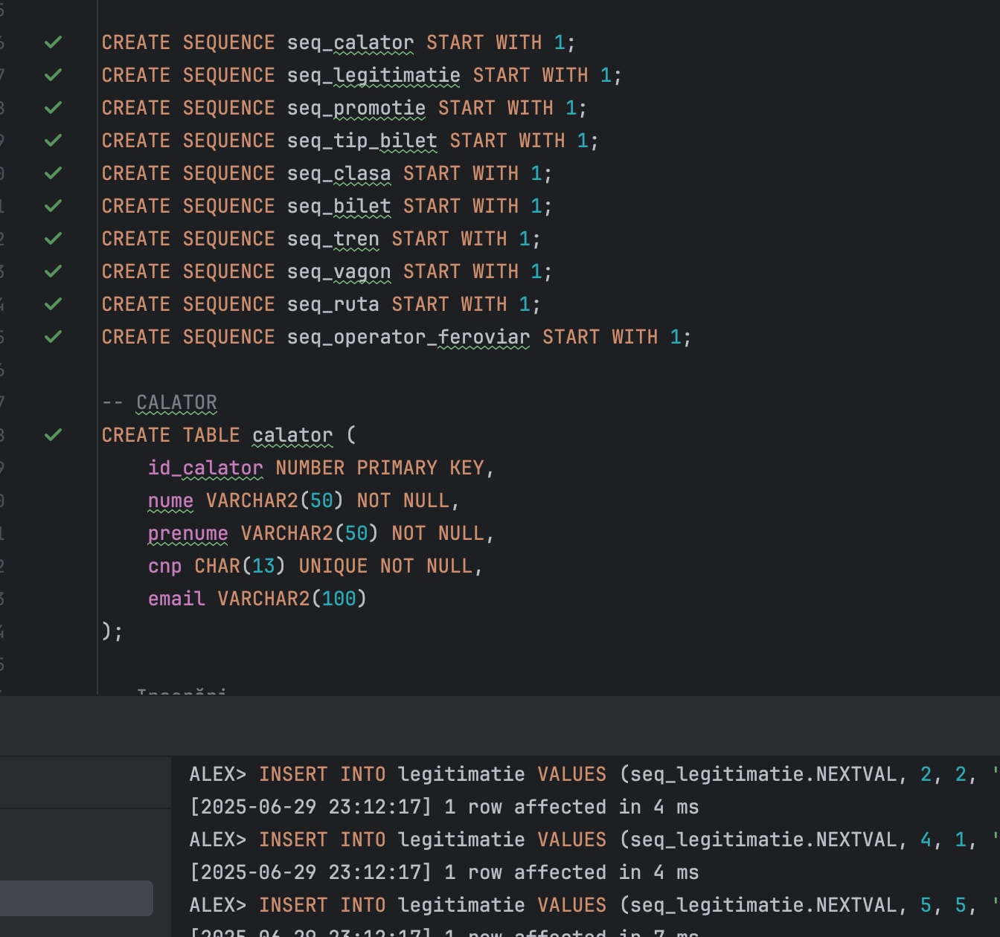 CREATE SEQUENCE seq_calator START WITH 1;
CREATE SEQUENCE seq_legitimatie START WITH 1;
CREATE SEQUENCE seq_promotie START WITH 1;
CREATE SEQUENCE seq_tip_bilet START WITH 1;
CREATE SEQUENCE seq_clasa START WITH 1;
CREATE SEQUENCE seq_bilet START WITH 1;
CREATE SEQUENCE seq_tren START WITH 1;
CREATE SEQUENCE seq_vagon START WITH 1;
CREATE SEQUENCE seq_ruta START WITH 1;
CREATE SEQUENCE seq_operator_feroviar START WITH 1;
-- CALATOR
CREATE TABLE calator (
id_calator NUMBER PRIMARY KEY,
nume VARCHAR2(50) NOT NULL,
prenume VARCHAR2(50) NOT NULL,
cnp CHAR(13) UNIQUE NOT NULL,
email VARCHAR2(100)
);
ALEX> INSERT INTO legitimatie VALUES (seq_legitimatie.NEXTVAL, 2, 2, '
[2025-06-29 23:12:17] 1 row affected in 4 ms
ALEX> INSERT INTO legitimatie VALUES (seq_legitimatie.NEXTVAL, 4, 1, '
[2025-06-29 23:12:17] 1 row affected in 4 ms
ALEX> INSERT INTO legitimatie VALUES (seq_legitimatie.NEXTVAL, 5, 5, '
[2025-06-29 23:12:17] 1 row affected in 7 ms